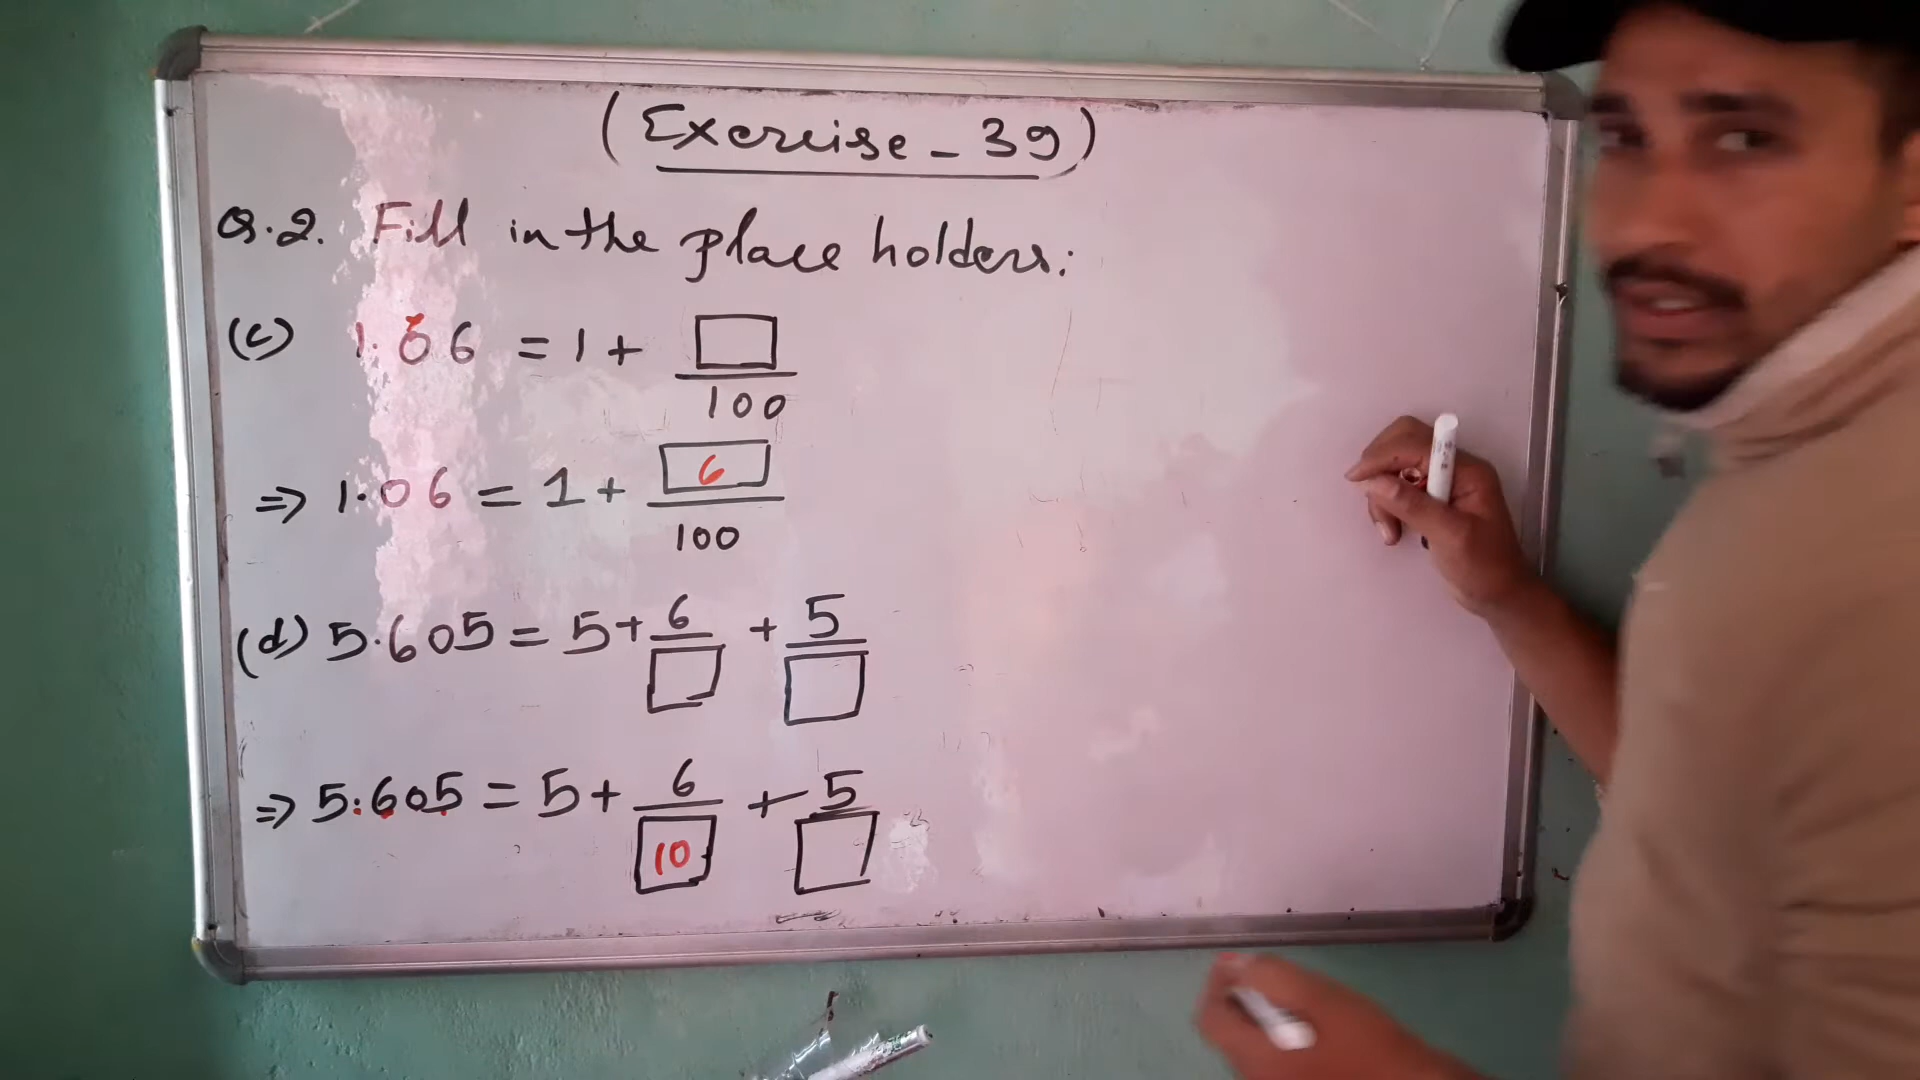 (Exercise - 39)
Q.2. Fill in the place holders:
(c) 1.06 = 1 + □/100
⇒ 1.06 = 1 + 6/100
(d) 5.605 = 5 + 6/□ + 5/□
⇒ 5.605 = 5 + 6/10 + 5/□